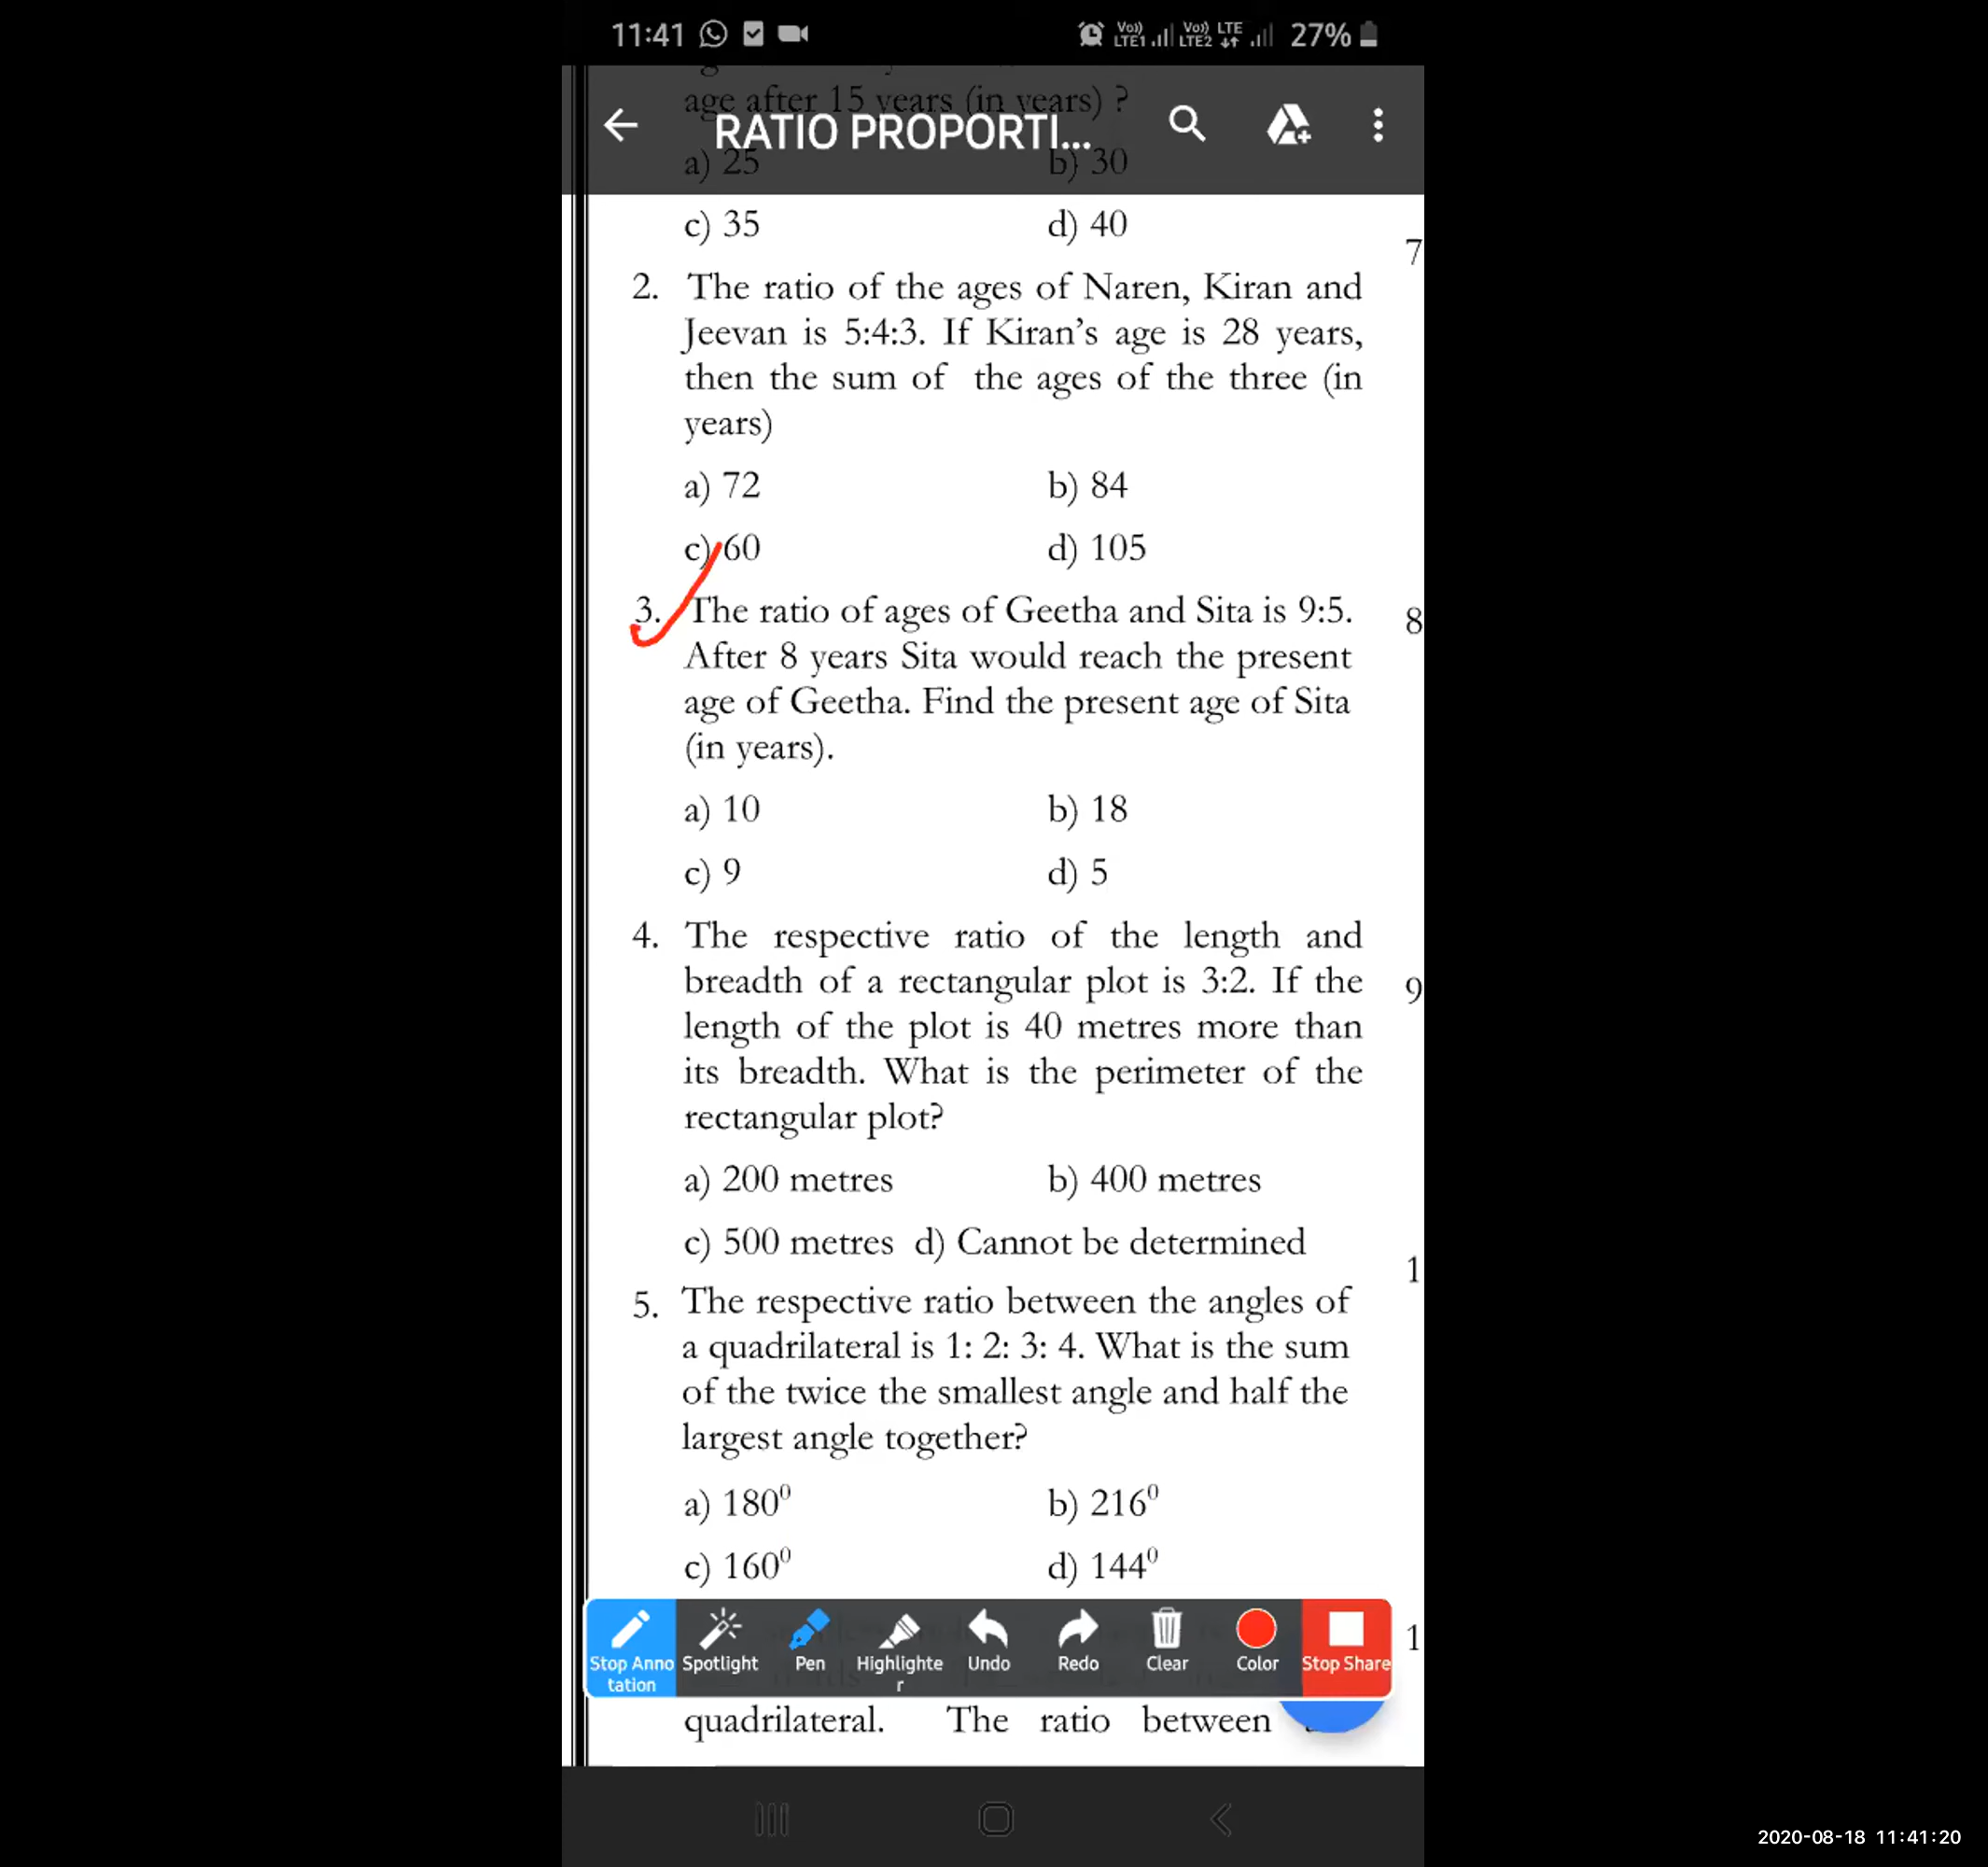 11:41
Vo)) LTE1 Vo)) LTE2 LTE 27%
age after 15 years (in years) ?
RATIO PROPORTI...
a) 25 b) 30
c) 35 d) 40
7
2. The ratio of the ages of Naren, Kiran and
Jeevan is 5:4:3. If Kiran's age is 28 years,
then the sum of the ages of the three (in
years)
a) 72 b) 84
c) 60 d) 105
3. The ratio of ages of Geetha and Sita is 9:5.
8
After 8 years Sita would reach the present
age of Geetha. Find the present age of Sita
(in years).
a) 10 b) 18
c) 9 d) 5
4. The respective ratio of the length and
breadth of a rectangular plot is 3:2. If the
9
length of the plot is 40 metres more than
its breadth. What is the perimeter of the
rectangular plot?
a) 200 metres b) 400 metres
c) 500 metres d) Cannot be determined
1
5. The respective ratio between the angles of
a quadrilateral is 1: 2: 3: 4. What is the sum
of the twice the smallest angle and half the
largest angle together?
a) 180⁰ b) 216⁰
c) 160⁰ d) 144⁰
1
Stop Anno
tation
Spotlight
Pen
Highlighte
r
Undo
Redo
Clear
Color
Stop Share
quadrilateral. The ratio between
2020-08-18 11:41:20